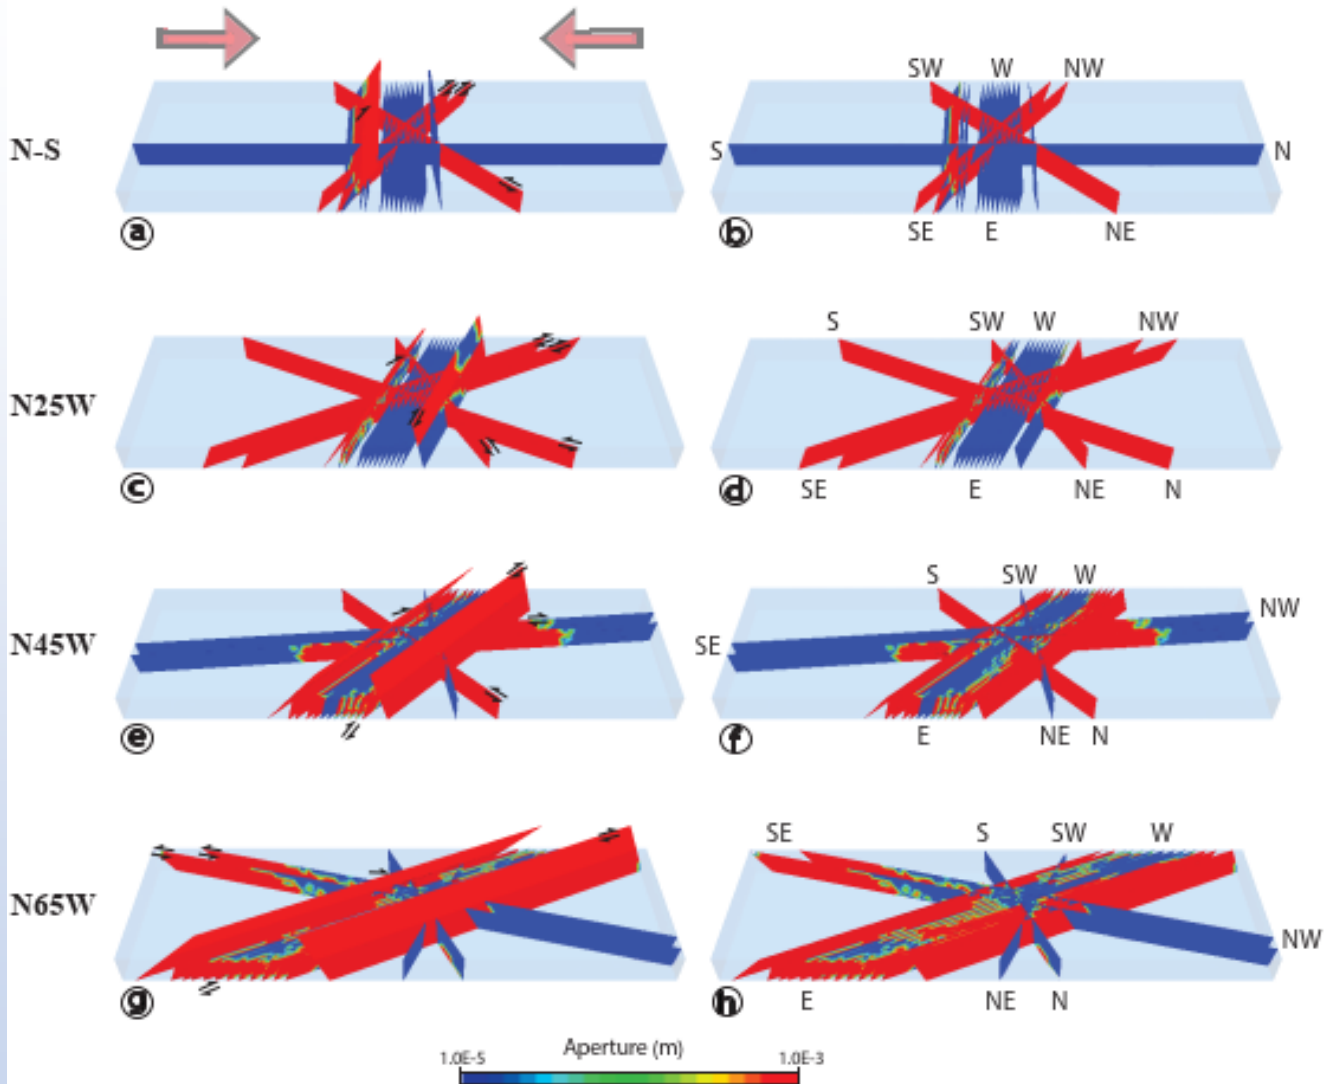 SW W NW
N-S
S N
a b
SE E NE
S SW W NW
N25W
c d
SE E NE N
S SW W
NW
N45W
SE
e f
E NE N
SE S SW W
N65W
NW
g h
E NE N
Aperture (m)
1.0E-5 1.0E-3